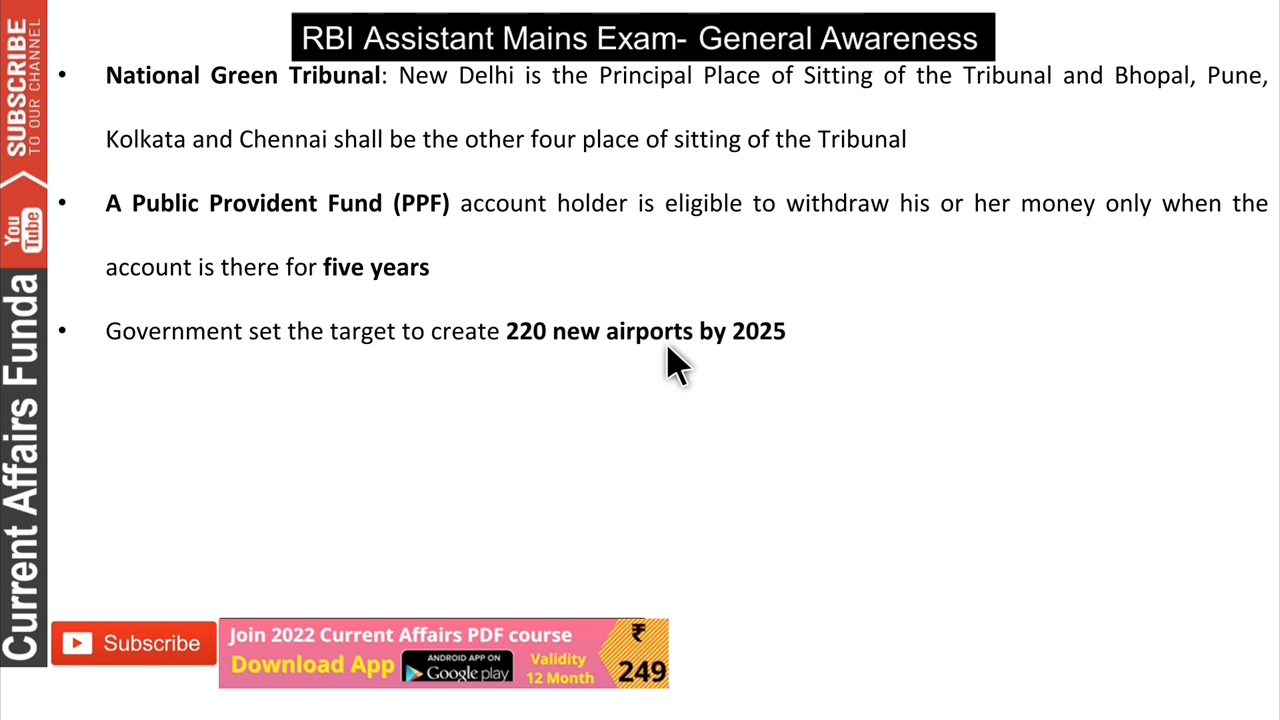 RBI Assistant Mains Exam- General Awareness
• National Green Tribunal: New Delhi is the Principal Place of Sitting of the Tribunal and Bhopal, Pune,
Kolkata and Chennai shall be the other four place of sitting of the Tribunal
• A Public Provident Fund (PPF) account holder is eligible to withdraw his or her money only when the
account is there for five years
• Government set the target to create 220 new airports by 2025
SUBSCRIBE
TO OUR CHANNEL
You
Tube
Current Affairs Funda
Subscribe
Join 2022 Current Affairs PDF course
Download App
ANDROID APP ON
Google play
Validity
12 Month
₹
249